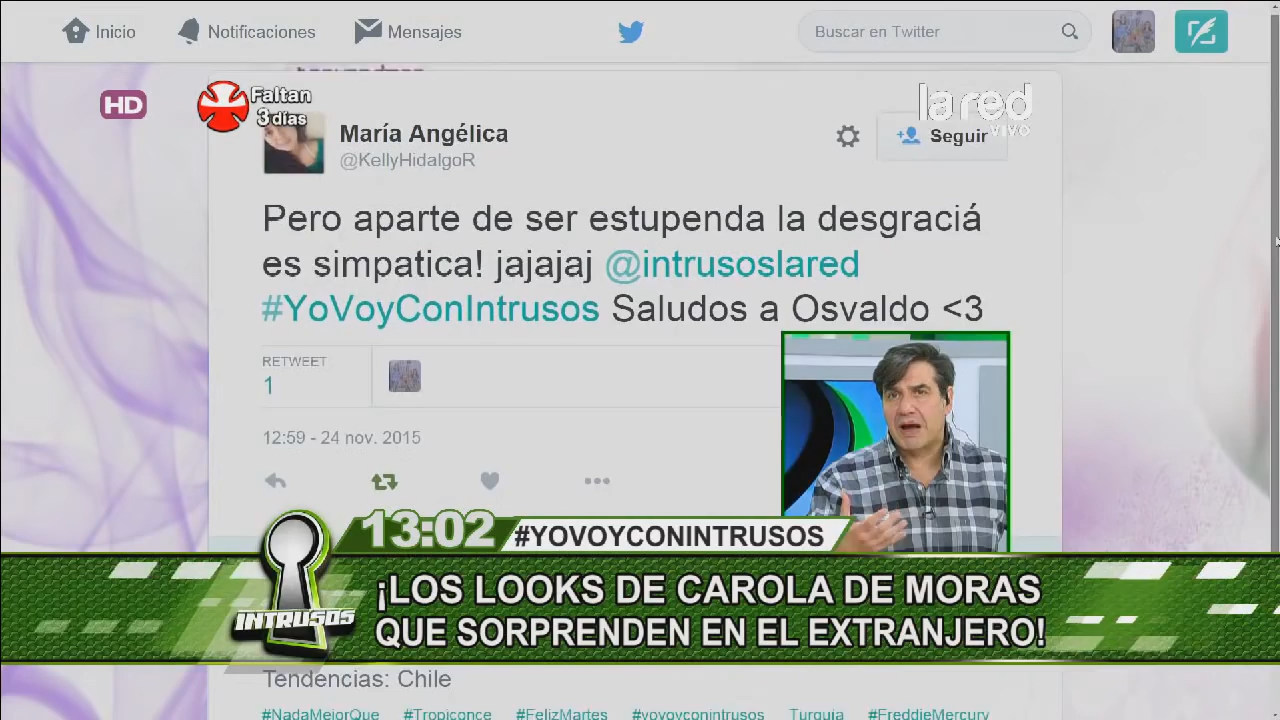 Inicio
Notificaciones
Mensajes
Buscar en Twitter
HD
Faltan
3 días
la red
VIVO
María Angélica
@KellyHidalgoR
Seguir
Pero aparte de ser estupenda la desgraciá
es simpatica! jajajaj @intrusoslared
#YoVoyConIntrusos Saludos a Osvaldo <3
RETWEET
1
12:59 - 24 nov. 2015
13:02
#YOVOYCONINTRUSOS
INTRUSOS
¡LOS LOOKS DE CAROLA DE MORAS
QUE SORPRENDEN EN EL EXTRANJERO!
Tendencias: Chile
#NadaMejorQue #Tropiconce #FelizMartes #yovoyconintrusos Turquía #FreddieMercury